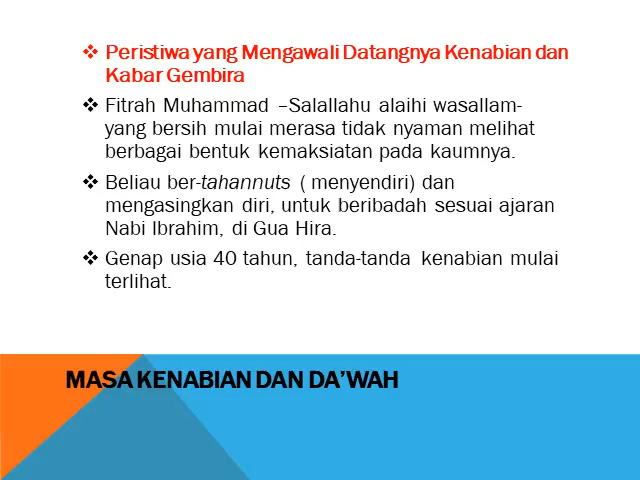 ❖ Peristiwa yang Mengawali Datangnya Kenabian dan
Kabar Gembira
❖ Fitrah Muhammad –Salallahu alaihi wasallam-
yang bersih mulai merasa tidak nyaman melihat
berbagai bentuk kemaksiatan pada kaumnya.
❖ Beliau ber-tahannuts ( menyendiri) dan
mengasingkan diri, untuk beribadah sesuai ajaran
Nabi Ibrahim, di Gua Hira.
❖ Genap usia 40 tahun, tanda-tanda kenabian mulai
terlihat.
MASA KENABIAN DAN DA’WAH